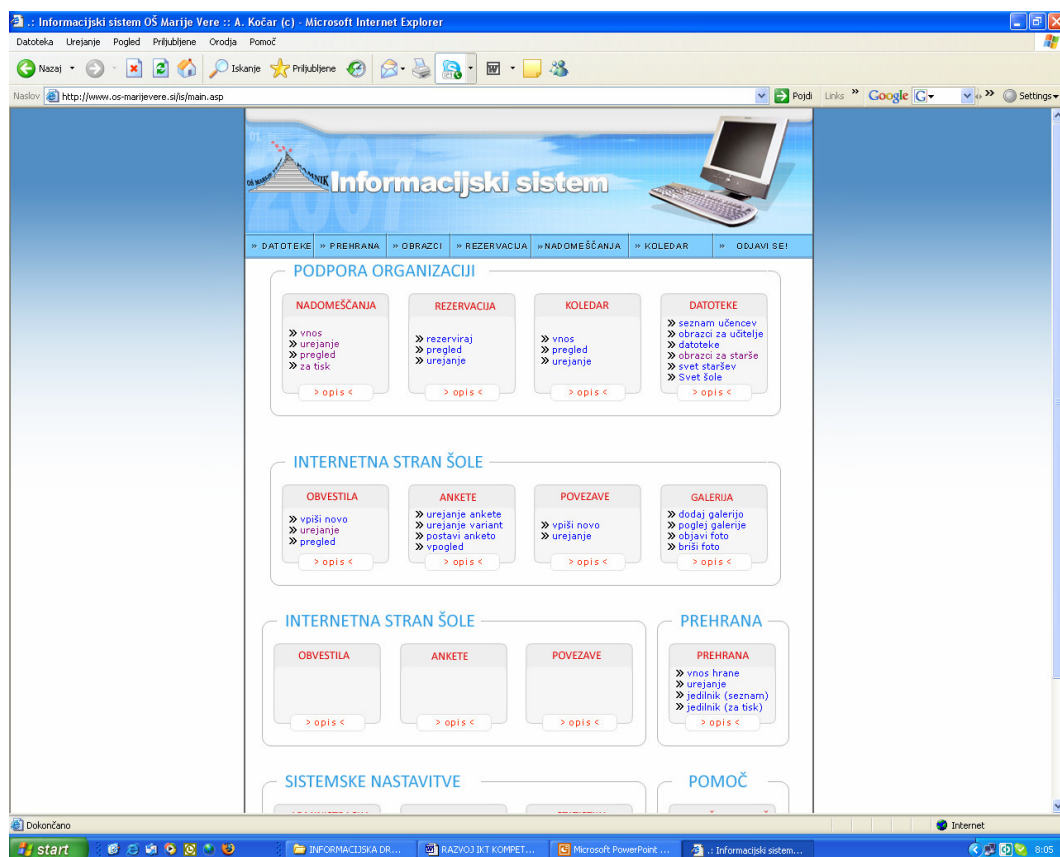 .: Informacijski sistem OŠ Marije Vere :: A. Kočar (c) - Microsoft Internet Explorer
Datoteka Urejanje Pogled Priljubljene Orodja Pomoč
Nazaj Iskanje Priljubljene
Naslov http://www.os-marijevere.si/is/main.asp Pojdi Links » Google G Settings
01.
2007
OŠ MARIJE KAMNIK
Informacijski sistem
» DATOTEKE » PREHRANA » OBRAZCI » REZERVACIJA » NADOMEŠČANJA » KOLEDAR » ODJAVI SE!
PODPORA ORGANIZACIJI
NADOMEŠČANJA
» vnos
» urejanje
» pregled
» za tisk
> opis <
REZERVACIJA
» rezerviraj
» pregled
» urejanje
> opis <
KOLEDAR
» vnos
» pregled
» urejanje
> opis <
DATOTEKE
» seznam učencev
» obrazci za učitelje
» datoteke
» obrazci za starše
» svet staršev
» Svet šole
> opis <
INTERNETNA STRAN ŠOLE
OBVESTILA
» vpiši novo
» urejanje
» pregled
> opis <
ANKETE
» urejanje ankete
» urejanje variant
» postavi anketo
» vpogled
> opis <
POVEZAVE
» vpiši novo
» urejanje
> opis <
GALERIJA
» dodaj galerijo
» poglej galerije
» objavi foto
» briši foto
> opis <
INTERNETNA STRAN ŠOLE
OBVESTILA
> opis <
ANKETE
> opis <
POVEZAVE
> opis <
PREHRANA
PREHRANA
» vnos hrane
» urejanje
» jedilnik (seznam)
» jedilnik (za tisk)
> opis <
SISTEMSKE NASTAVITVE
POMOČ
Dokončano Internet
start INFORMACIJSKA DR... RAZVOJ IKT KOMPET... Microsoft PowerPoint ... .: Informacijski sistem... 8:05